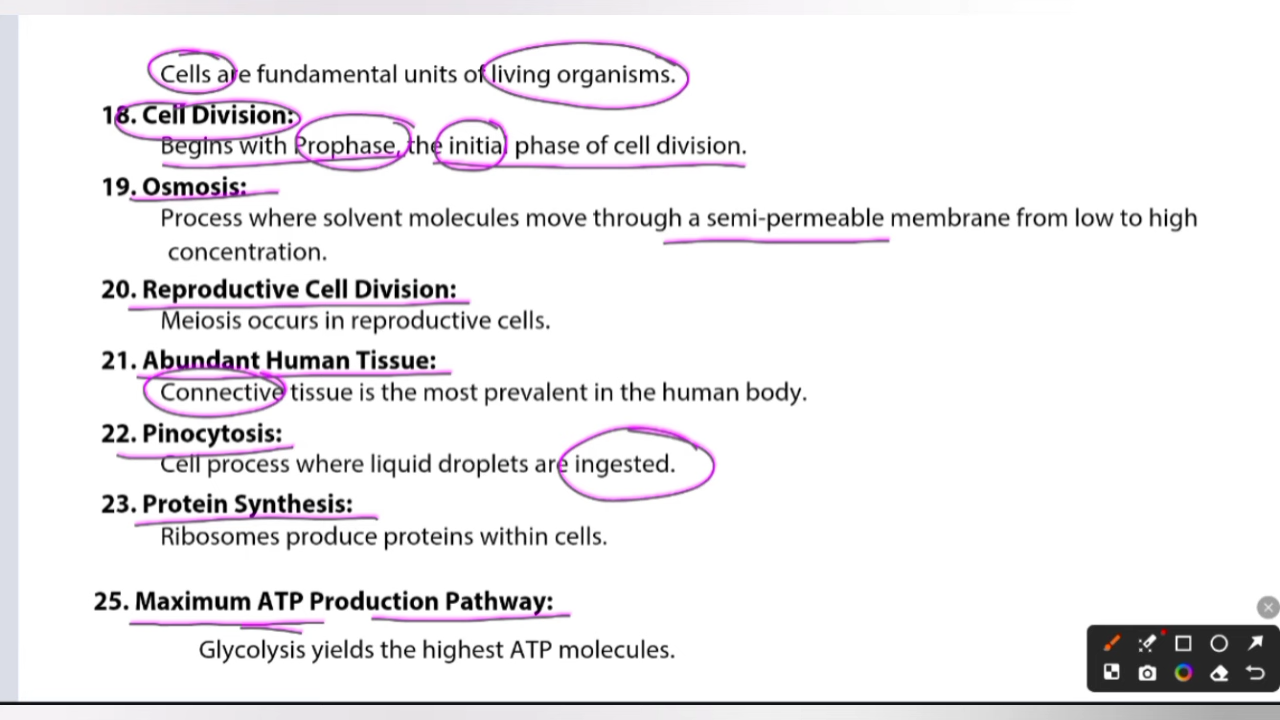 Cells are fundamental units of living organisms.
18. Cell Division:
Begins with Prophase, the initial phase of cell division.
19. Osmosis:
Process where solvent molecules move through a semi-permeable membrane from low to high
concentration.
20. Reproductive Cell Division:
Meiosis occurs in reproductive cells.
21. Abundant Human Tissue:
Connective tissue is the most prevalent in the human body.
22. Pinocytosis:
Cell process where liquid droplets are ingested.
23. Protein Synthesis:
Ribosomes produce proteins within cells.
25. Maximum ATP Production Pathway:
Glycolysis yields the highest ATP molecules.